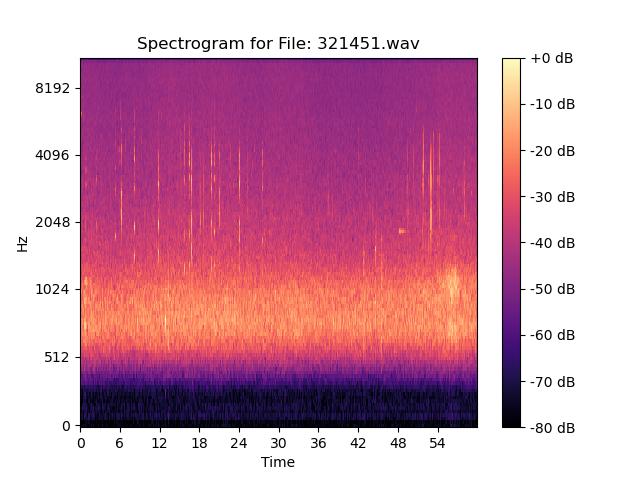 Spectrogram for File: 321451.wav
8192
4096
2048
1024
512
0
Hz
0 6 12 18 24 30 36 42 48 54
Time
+0 dB
-10 dB
-20 dB
-30 dB
-40 dB
-50 dB
-60 dB
-70 dB
-80 dB